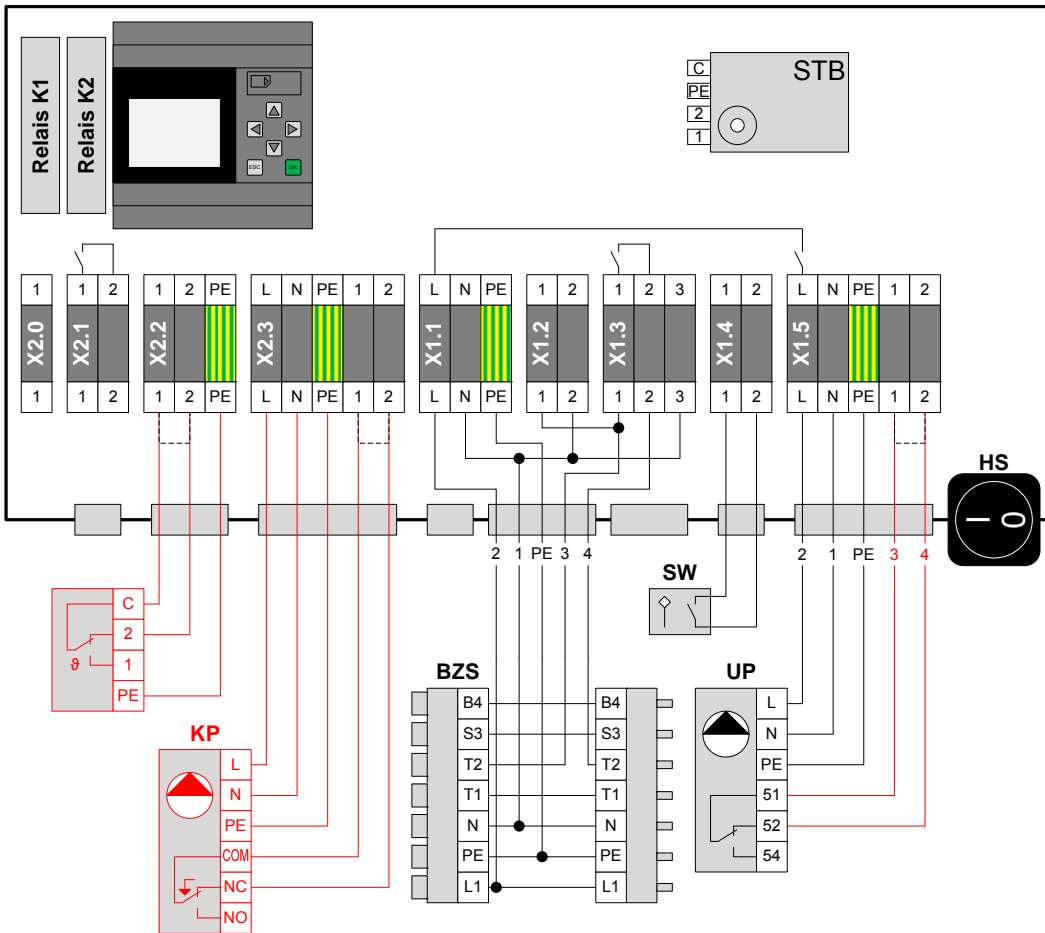 Relais K1
Relais K2
ESC
OK
STB
C
PE
2
1
1
1 2
1 2 PE
L N PE 1 2
L N PE
1 2
1 2 3
1 2
L N PE 1 2
X2.0
X2.1
X2.2
X2.3
X1.1
X1.2
X1.3
X1.4
X1.5
1
1 2
1 2 PE
L N PE 1 2
L N PE
1 2
1 2 3
1 2
L N PE 1 2
HS
I 0
2 1 PE 3 4
2 1 PE 3 4
SW
C
2
1
PE
ϑ
KP
L
N
PE
COM
NC
NO
BZS
B4 B4
S3 S3
T2 T2
T1 T1
N N
PE PE
L1 L1
UP
L
N
PE
51
52
54